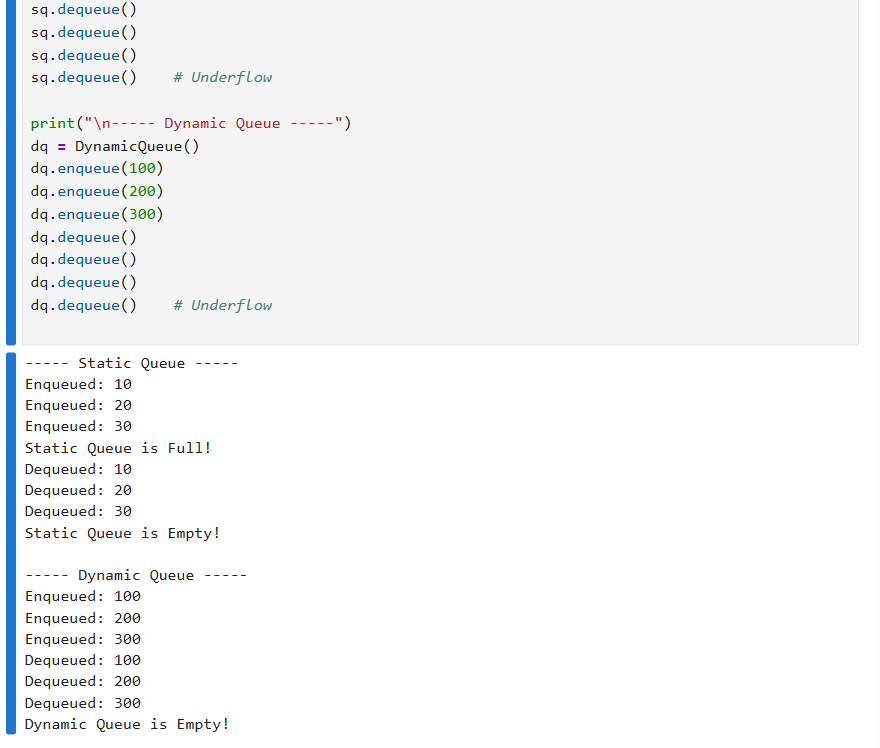 sq.dequeue()
sq.dequeue()
sq.dequeue()
sq.dequeue()    # Underflow

print("\n----- Dynamic Queue -----")
dq = DynamicQueue()
dq.enqueue(100)
dq.enqueue(200)
dq.enqueue(300)
dq.dequeue()
dq.dequeue()
dq.dequeue()
dq.dequeue()    # Underflow

----- Static Queue -----
Enqueued: 10
Enqueued: 20
Enqueued: 30
Static Queue is Full!
Dequeued: 10
Dequeued: 20
Dequeued: 30
Static Queue is Empty!

----- Dynamic Queue -----
Enqueued: 100
Enqueued: 200
Enqueued: 300
Dequeued: 100
Dequeued: 200
Dequeued: 300
Dynamic Queue is Empty!